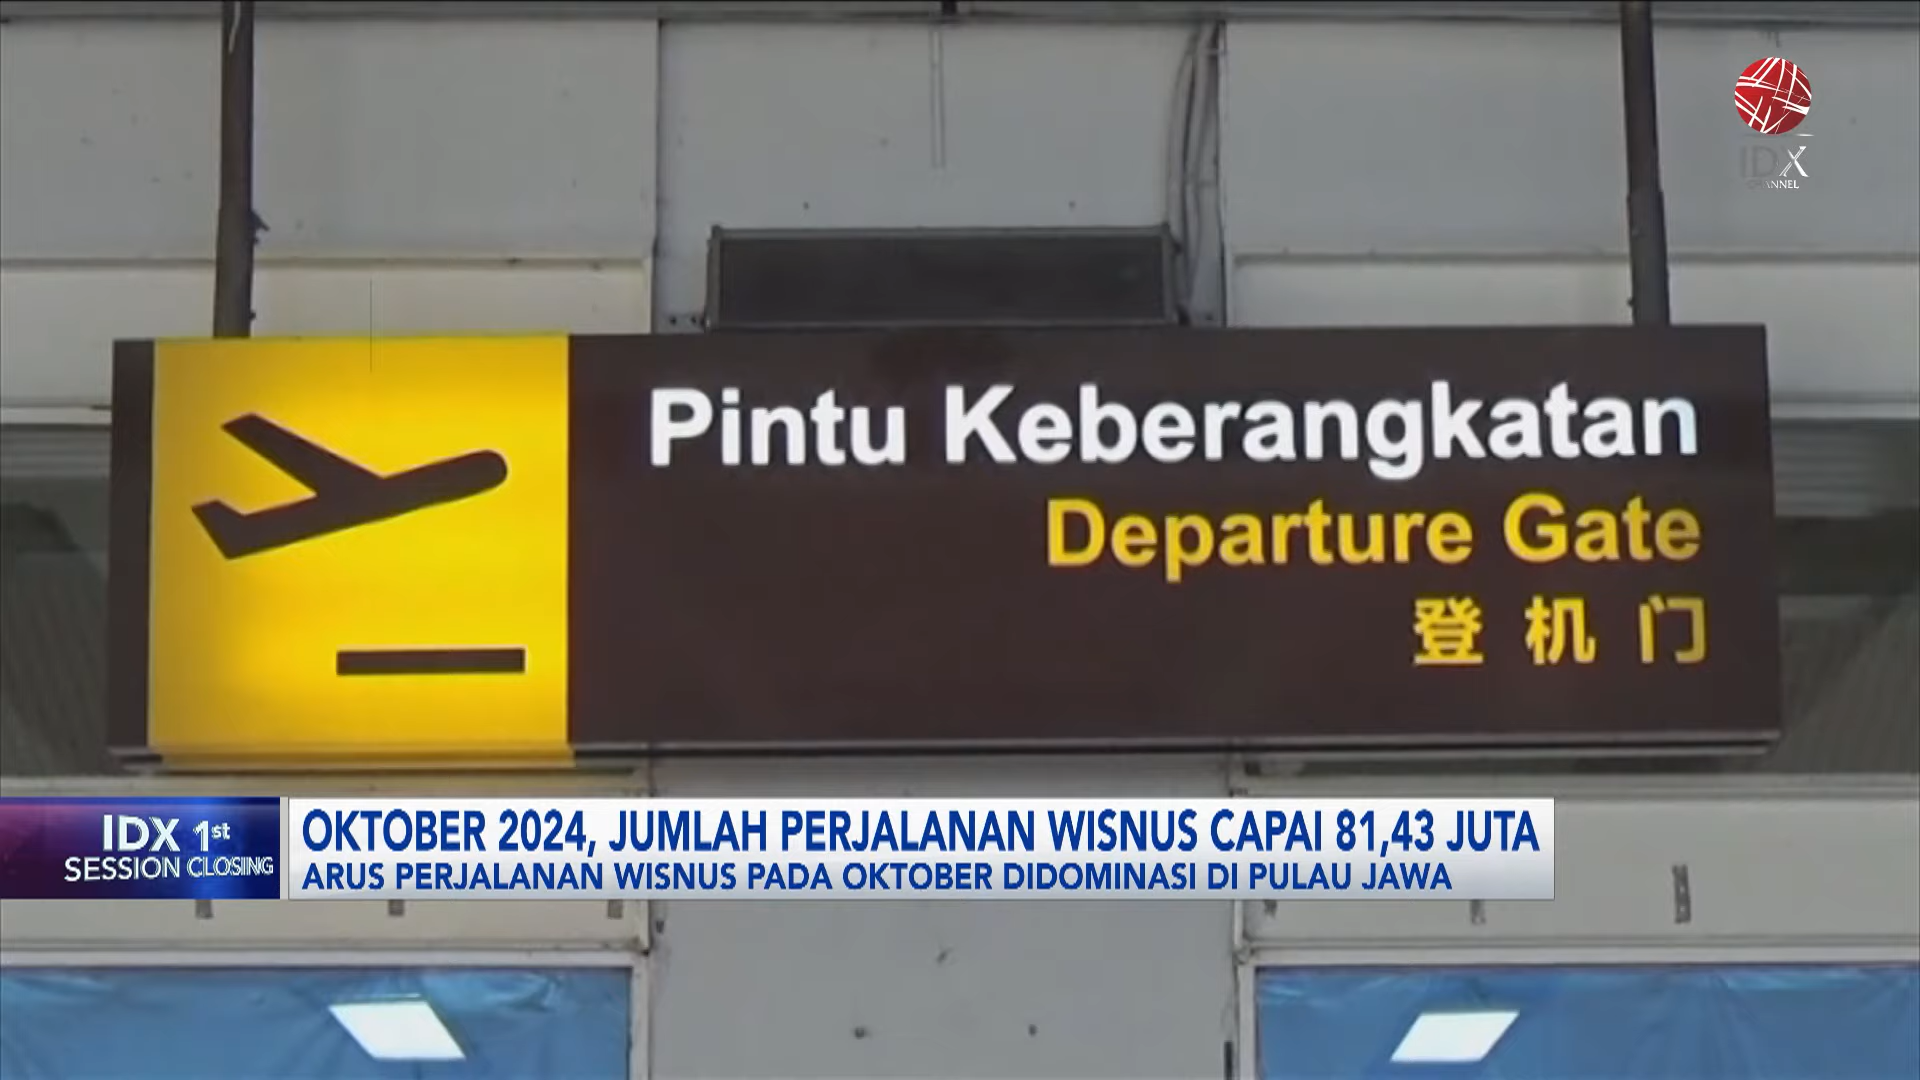 IDX
CHANNEL
Pintu Keberangkatan
Departure Gate
登机门
IDX 1st
SESSION CLOSING
OKTOBER 2024, JUMLAH PERJALANAN WISNUS CAPAI 81,43 JUTA
ARUS PERJALANAN WISNUS PADA OKTOBER DIDOMINASI DI PULAU JAWA